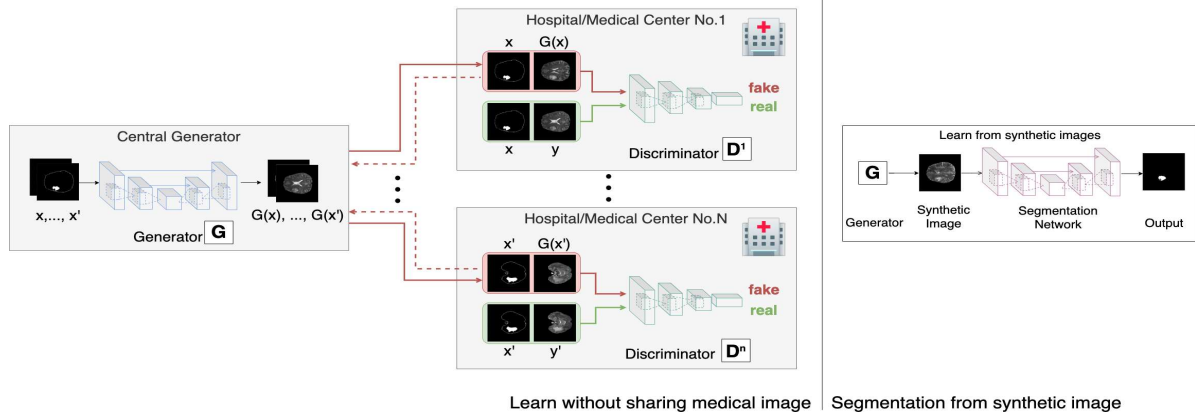 Central Generator
x,..., x'
G(x), ..., G(x')
Generator G
Hospital/Medical Center No.1
x G(x)
fake
real
x y
Discriminator D¹
Hospital/Medical Center No.N
x' G(x')
fake
real
x' y'
Discriminator Dⁿ
Learn without sharing medical image
Learn from synthetic images
G
Generator
Synthetic
Image
Segmentation
Network
Output
Segmentation from synthetic image